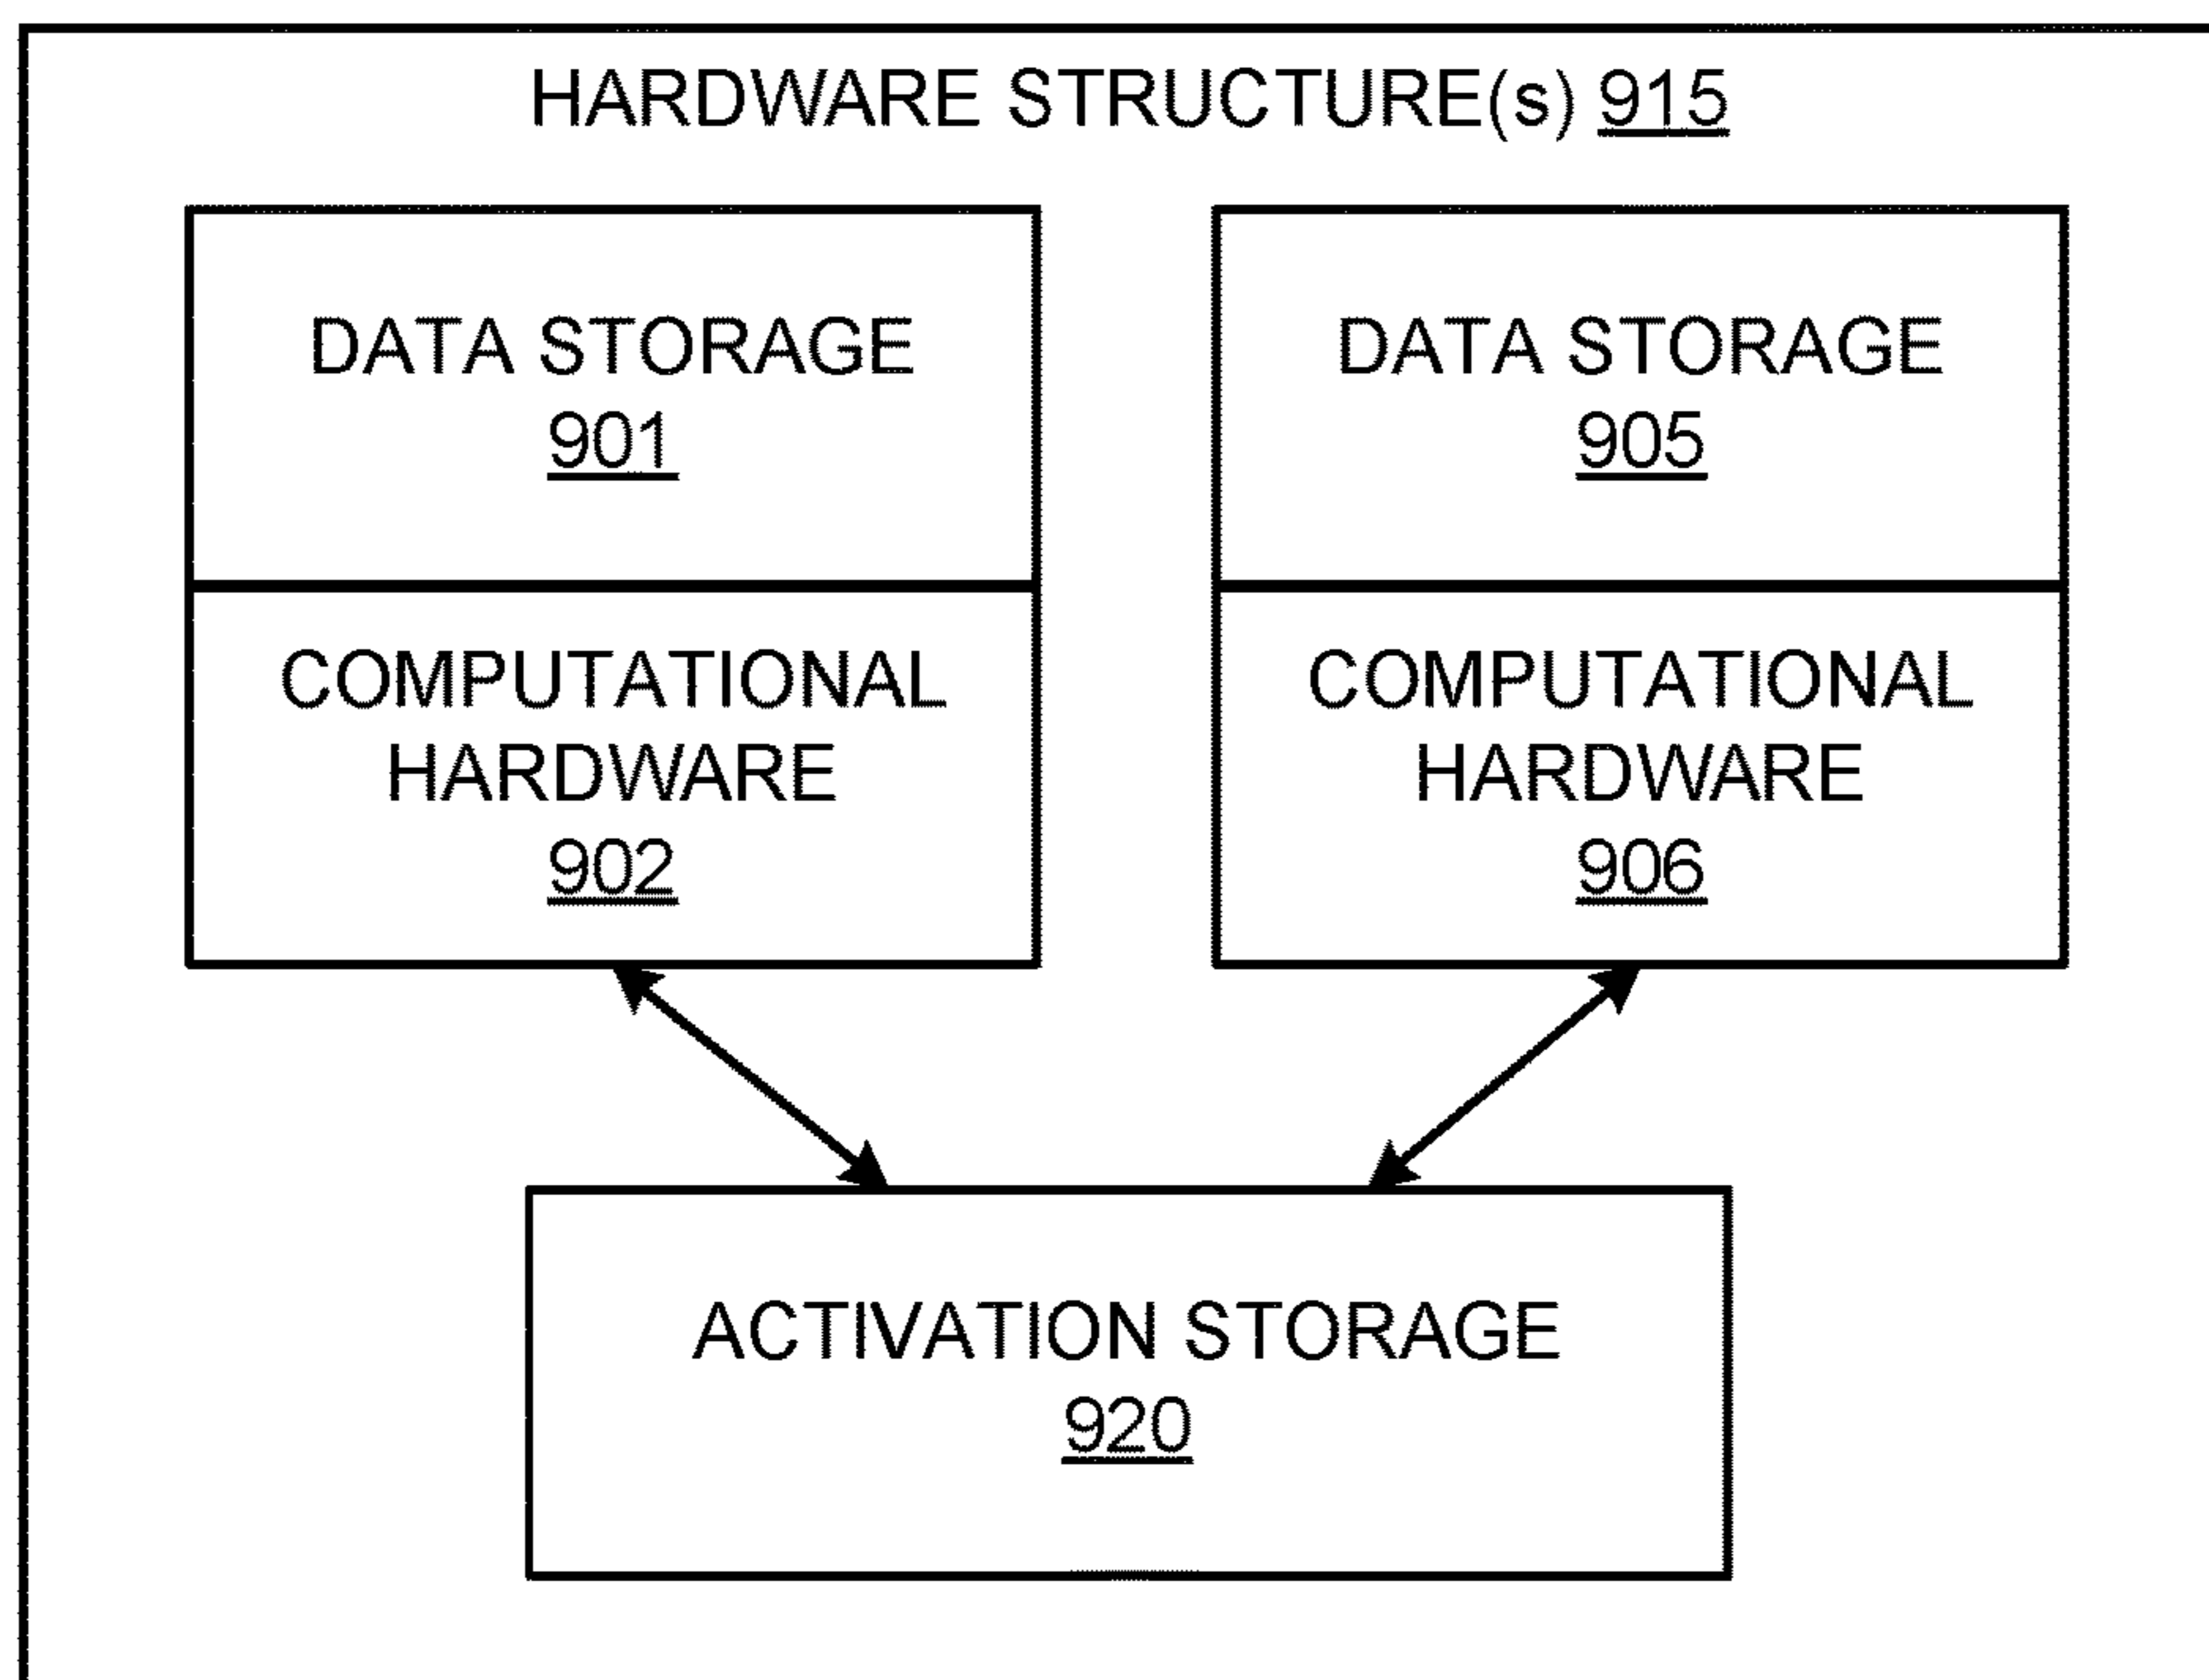 HARDWARE STRUCTURE(s) 915
DATA STORAGE
901
COMPUTATIONAL
HARDWARE
902
DATA STORAGE
905
COMPUTATIONAL
HARDWARE
906
ACTIVATION STORAGE
920